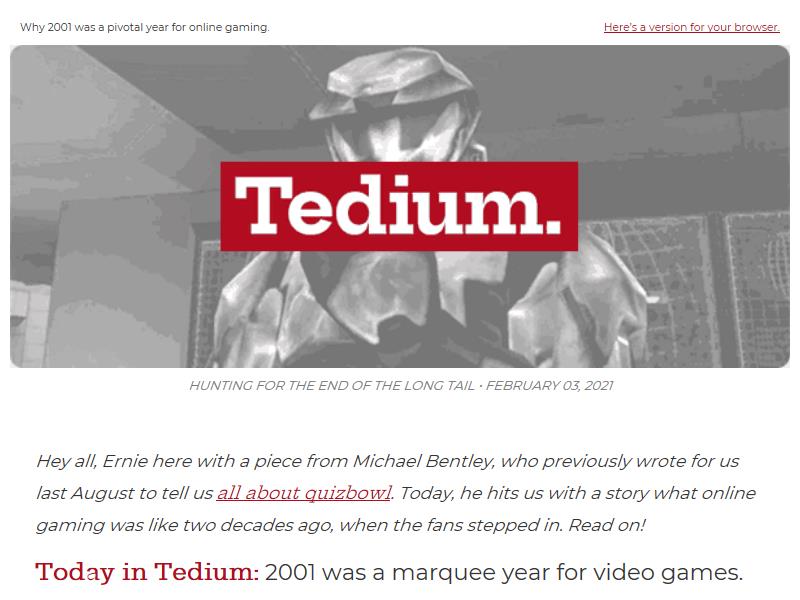 Why 2001 was a pivotal year for online gaming.
Here's a version for your browser.
Tedium.
HUNTING FOR THE END OF THE LONG TAIL • FEBRUARY 03, 2021
Hey all, Ernie here with a piece from Michael Bentley, who previously wrote for us
last August to tell us all about quizbowl. Today, he hits us with a story what online
gaming was like two decades ago, when the fans stepped in. Read on!
Today in Tedium: 2001 was a marquee year for video games.